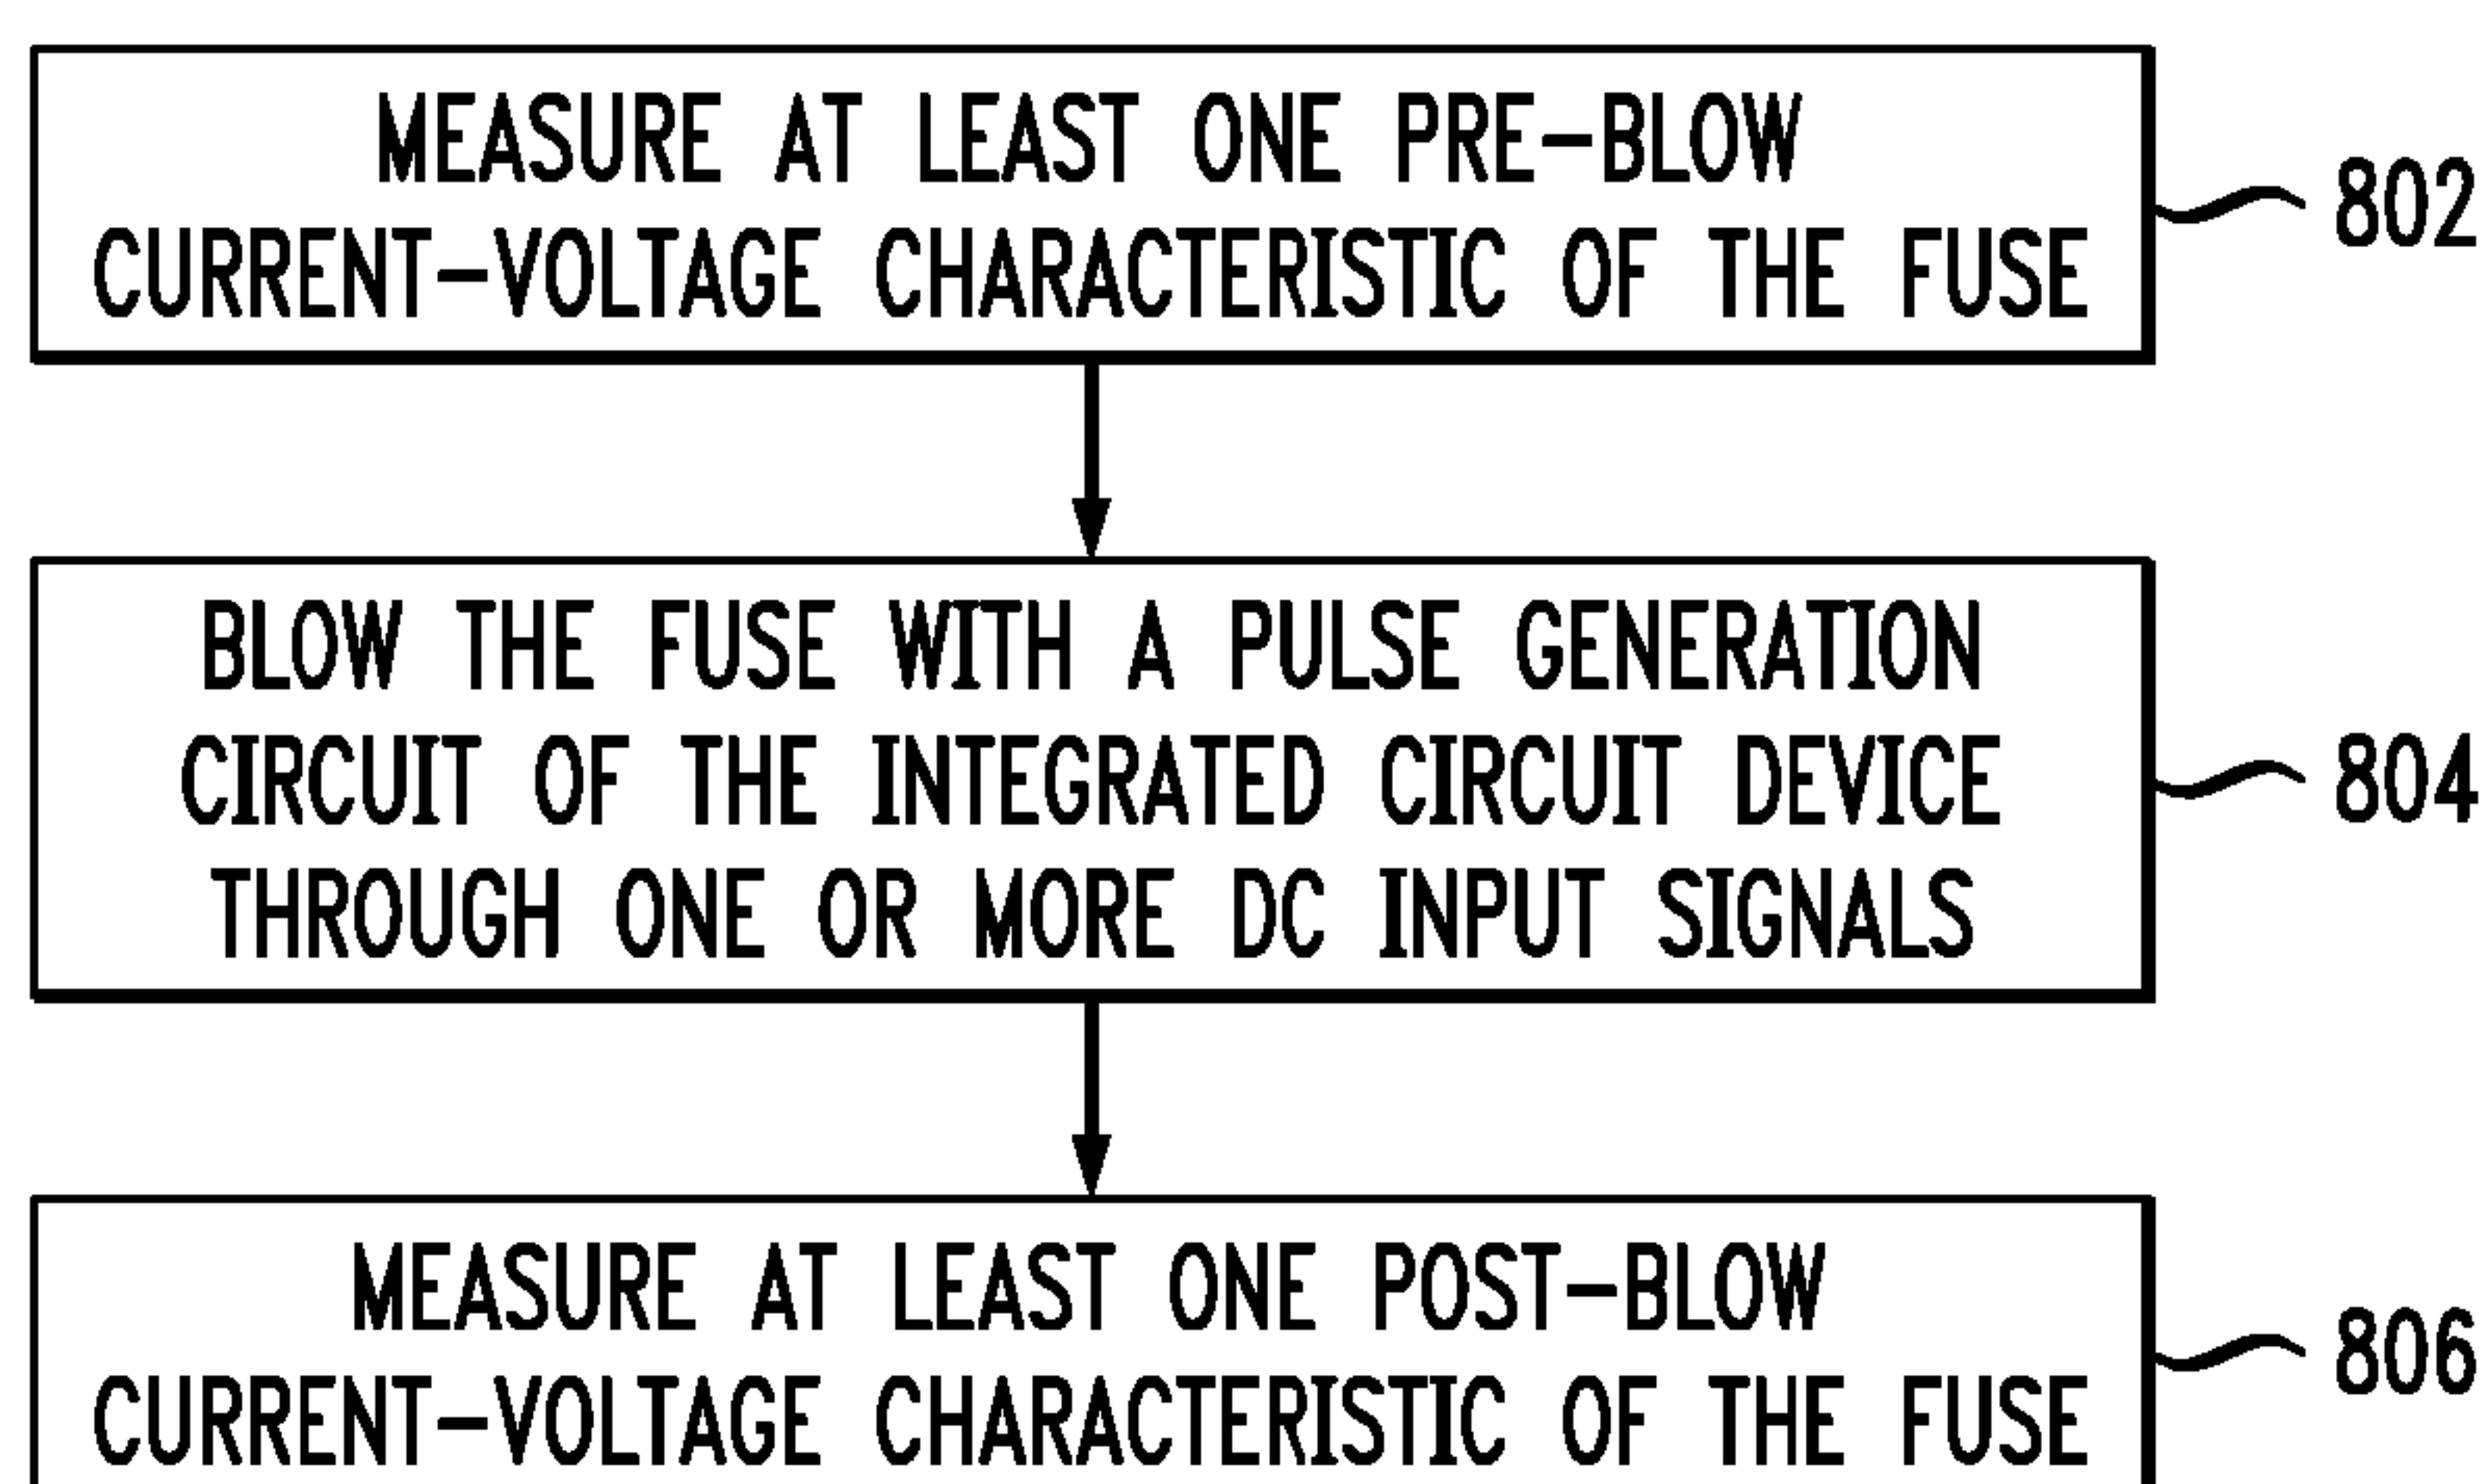 MEASURE AT LEAST ONE PRE-BLOW
CURRENT-VOLTAGE CHARACTERISTIC OF THE FUSE
802
BLOW THE FUSE WITH A PULSE GENERATION
CIRCUIT OF THE INTEGRATED CIRCUIT DEVICE
THROUGH ONE OR MORE DC INPUT SIGNALS
804
MEASURE AT LEAST ONE POST-BLOW
CURRENT-VOLTAGE CHARACTERISTIC OF THE FUSE
806